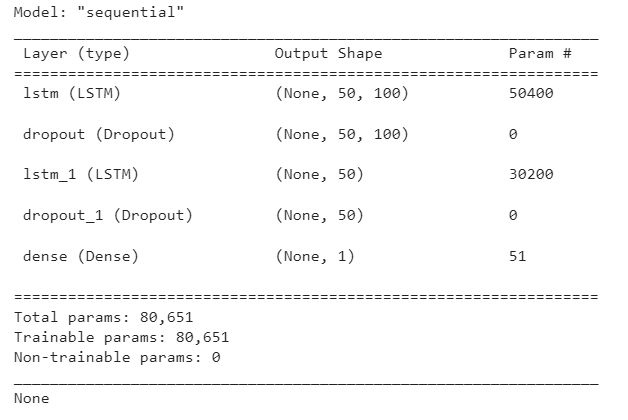 Model: "sequential"
Layer (type) Output Shape Param #
lstm (LSTM) (None, 50, 100) 50400
dropout (Dropout) (None, 50, 100) 0
lstm_1 (LSTM) (None, 50) 30200
dropout_1 (Dropout) (None, 50) 0
dense (Dense) (None, 1) 51
Total params: 80,651
Trainable params: 80,651
Non-trainable params: 0
None